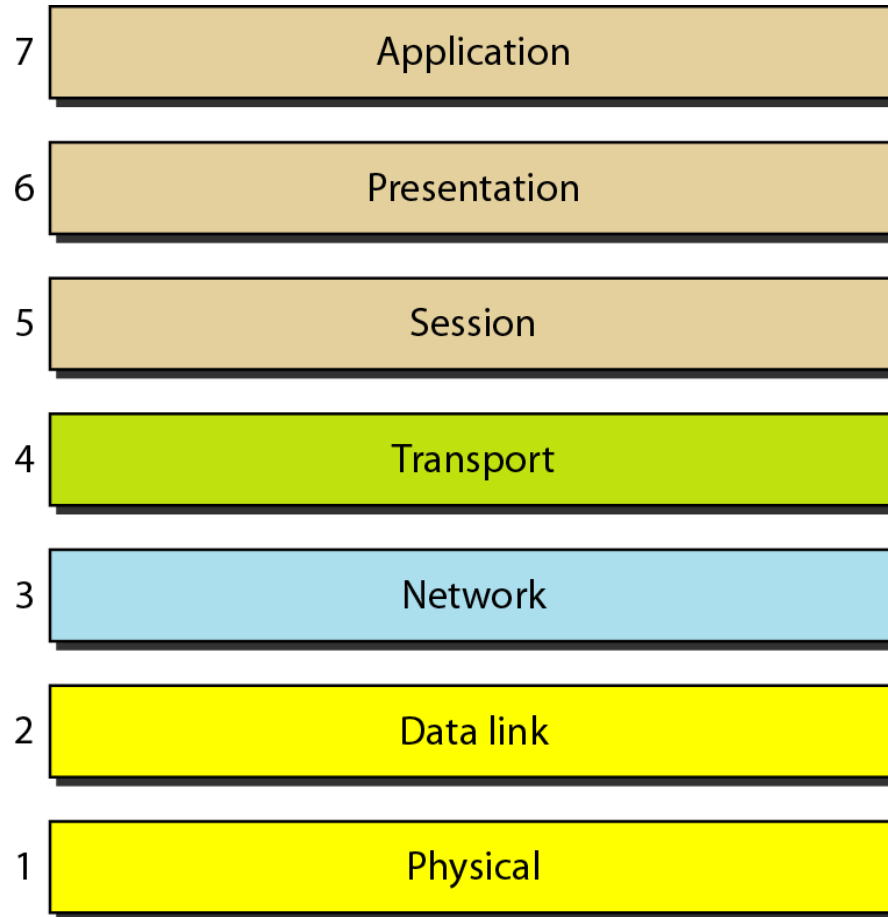 7 Application
6 Presentation
5 Session
4 Transport
3 Network
2 Data link
1 Physical